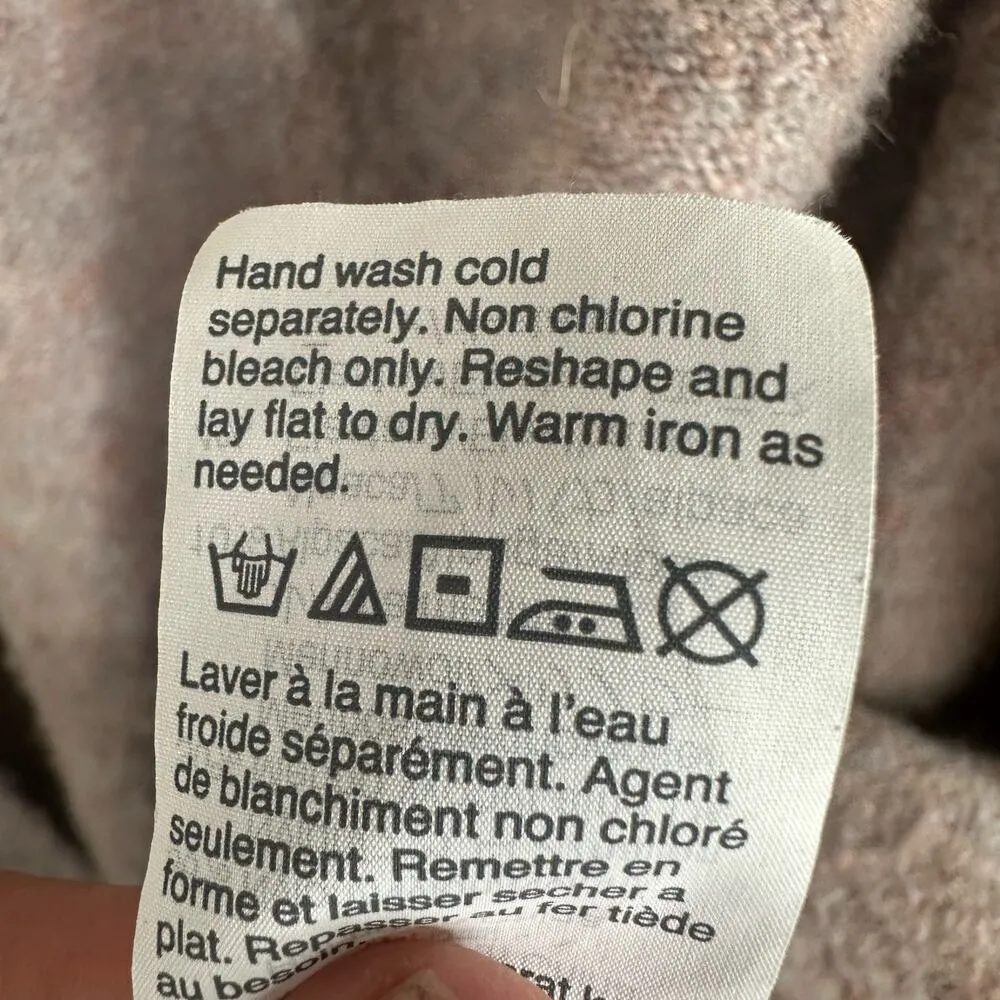 Hand wash cold
separately. Non chlorine
bleach only. Reshape and
lay flat to dry. Warm iron as
needed.
Laver à la main à l'eau
froide séparément. Agent
de blanchiment non chloré
seulement. Remettre en
forme et laisser secher a
plat. Repasser au fer tiède
au besoin